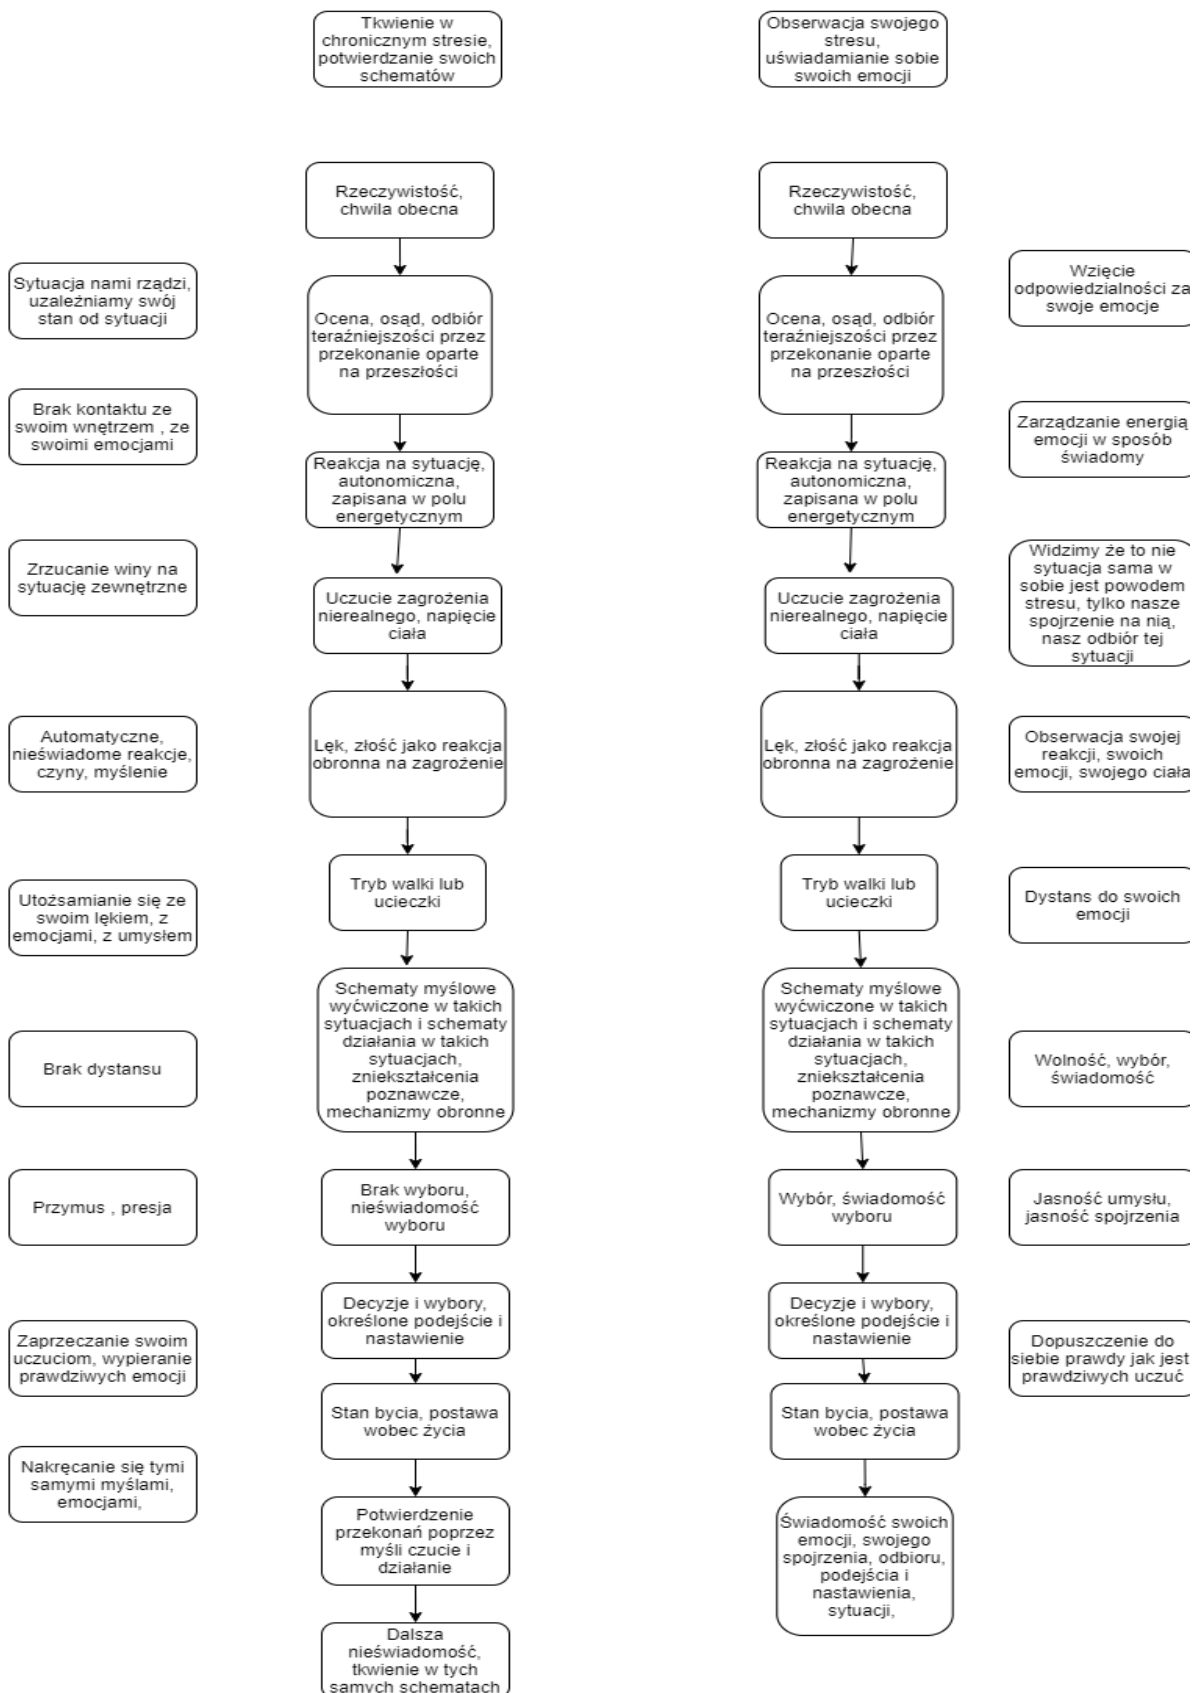 Tkwienie w
chronicznym stresie,
potwierdzanie swoich
schematów
Obserwacja swojego
stresu,
uświadamianie sobie
swoich emocji
Rzeczywistość,
chwila obecna
Rzeczywistość,
chwila obecna
Sytuacja nami rządzi,
uzależniamy swój
stan od sytuacji
Ocena, osąd, odbiór
teraźniejszości przez
przekonanie oparte
na przeszłości
Ocena, osąd, odbiór
teraźniejszości przez
przekonanie oparte
na przeszłości
Wzięcie
odpowiedzialności za
swoje emocje
Brak kontaktu ze
swoim wnętrzem , ze
swoimi emocjami
Reakcja na sytuację,
autonomiczna,
zapisana w polu
energetycznym
Reakcja na sytuację,
autonomiczna,
zapisana w polu
energetycznym
Zarządzanie energią
emocji w sposób
świadomy
Zrzucanie winy na
sytuację zewnętrzne
Uczucie zagrożenia
nierealnego, napięcie
ciała
Uczucie zagrożenia
nierealnego, napięcie
ciała
Widzimy że to nie
sytuacja sama w
sobie jest powodem
stresu, tylko nasze
spojrzenie na nią,
nasz odbiór tej
sytuacji
Automatyczne,
nieświadome reakcje,
czyny, myślenie
Lęk, złość jako reakcja
obronna na zagrożenie
Lęk, złość jako reakcja
obronna na zagrożenie
Obserwacja swojej
reakcji, swoich
emocji, swojego ciała
Utożsamianie się ze
swoim lękiem, z
emocjami, z umysłem
Tryb walki lub
ucieczki
Tryb walki lub
ucieczki
Dystans do swoich
emocji
Brak dystansu
Schematy myślowe
wyćwiczone w takich
sytuacjach i schematy
działania w takich
sytuacjach,
zniekształcenia
poznawcze,
mechanizmy obronne
Schematy myślowe
wyćwiczone w takich
sytuacjach i schematy
działania w takich
sytuacjach,
zniekształcenia
poznawcze,
mechanizmy obronne
Wolność, wybór,
świadomość
Przymus , presja
Brak wyboru,
nieświadomość
wyboru
Wybór, świadomość
wyboru
Jasność umysłu,
jasność spojrzenia
Zaprzeczanie swoim
uczuciom, wypieranie
prawdziwych emocji
Decyzje i wybory,
określone podejście i
nastawienie
Decyzje i wybory,
określone podejście i
nastawienie
Dopuszczenie do
siebie prawdy jak jest,
prawdziwych uczuć
Stan bycia, postawa
wobec życia
Stan bycia, postawa
wobec życia
Nakręcanie się tymi
samymi myślami,
emocjami,
Potwierdzenie
przekonań poprzez
myśli czucie i
działanie
Świadomość swoich
emocji, swojego
spojrzenia, odbioru,
podejścia i
nastawienia,
sytuacji,
Dalsza
nieświadomość,
tkwienie w tych
samych schematach